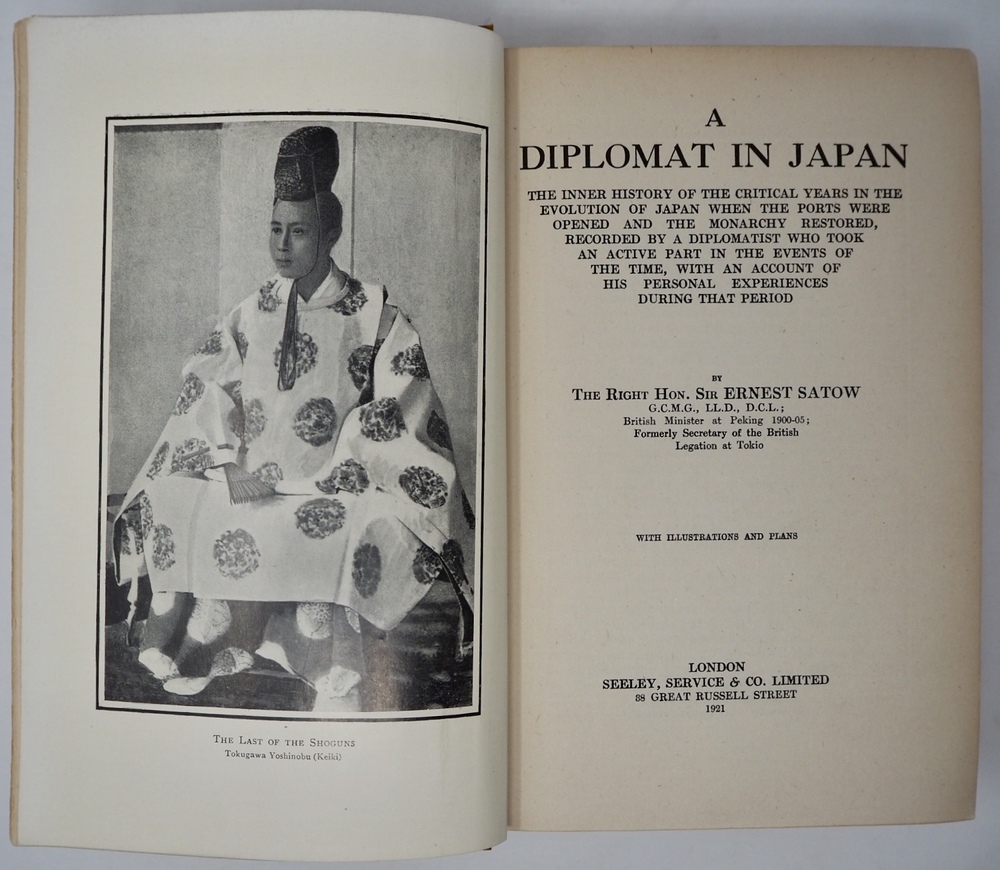 THE LAST OF THE SHOGUNS
Tokugawa Yoshinobu (Keiki)
A
DIPLOMAT IN JAPAN
THE INNER HISTORY OF THE CRITICAL YEARS IN THE
EVOLUTION OF JAPAN WHEN THE PORTS WERE
OPENED AND THE MONARCHY RESTORED,
RECORDED BY A DIPLOMATIST WHO TOOK
AN ACTIVE PART IN THE EVENTS OF
THE TIME, WITH AN ACCOUNT OF
HIS PERSONAL EXPERIENCES
DURING THAT PERIOD
BY
THE RIGHT HON. SIR ERNEST SATOW
G.C.M.G., LL.D., D.C.L.;
British Minister at Peking 1900-05;
Formerly Secretary of the British
Legation at Tokio
WITH ILLUSTRATIONS AND PLANS
LONDON
SEELEY, SERVICE & CO. LIMITED
38 GREAT RUSSELL STREET
1921